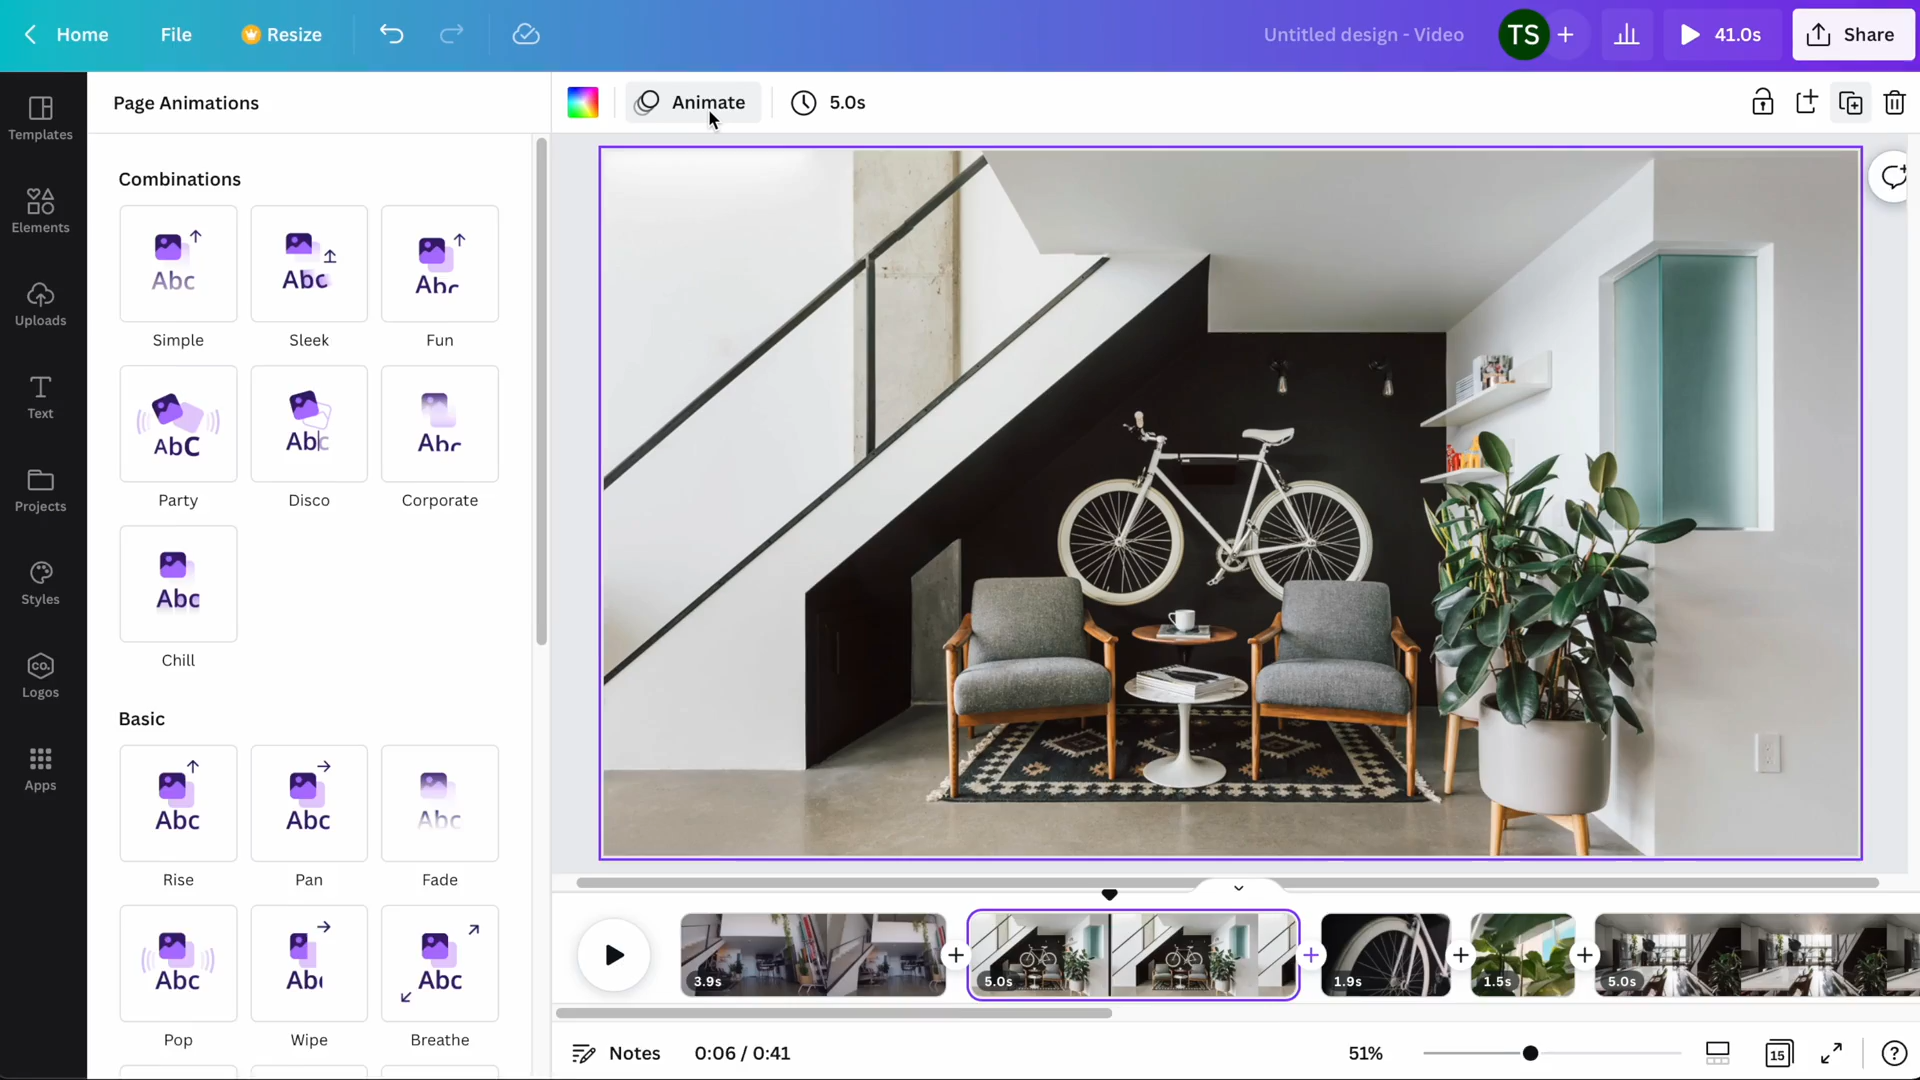 Home File Resize Untitled design - Video TS 41.0s Share
Page Animations
Animate 5.0s
Templates
Elements
Uploads
Text
Projects
Styles
CO.
Logos
Apps
Combinations
Abc Abc Abc
Simple Sleek Fun
AbC Abc Abc
Party Disco Corporate
Abc
Chill
Basic
Abc Abc Abc
Rise Pan Fade
Abc Abc Abc
Pop Wipe Breathe
3.9s 5.0s 1.9s 1.5s 5.0s
Notes 0:06 / 0:41 51% 15 ?